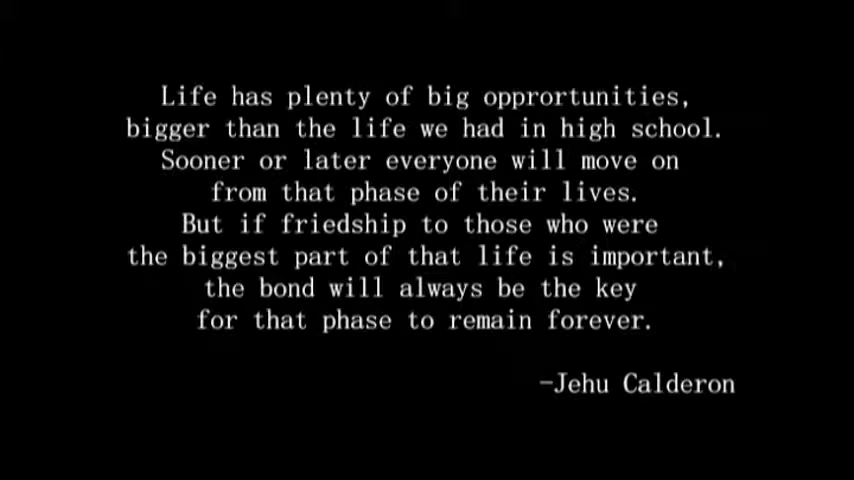 Life has plenty of big opprortunities,
bigger than the life we had in high school.
Sooner or later everyone will move on
from that phase of their lives.
But if friedship to those who were
the biggest part of that life is important,
the bond will always be the key
for that phase to remain forever.
-Jehu Calderon